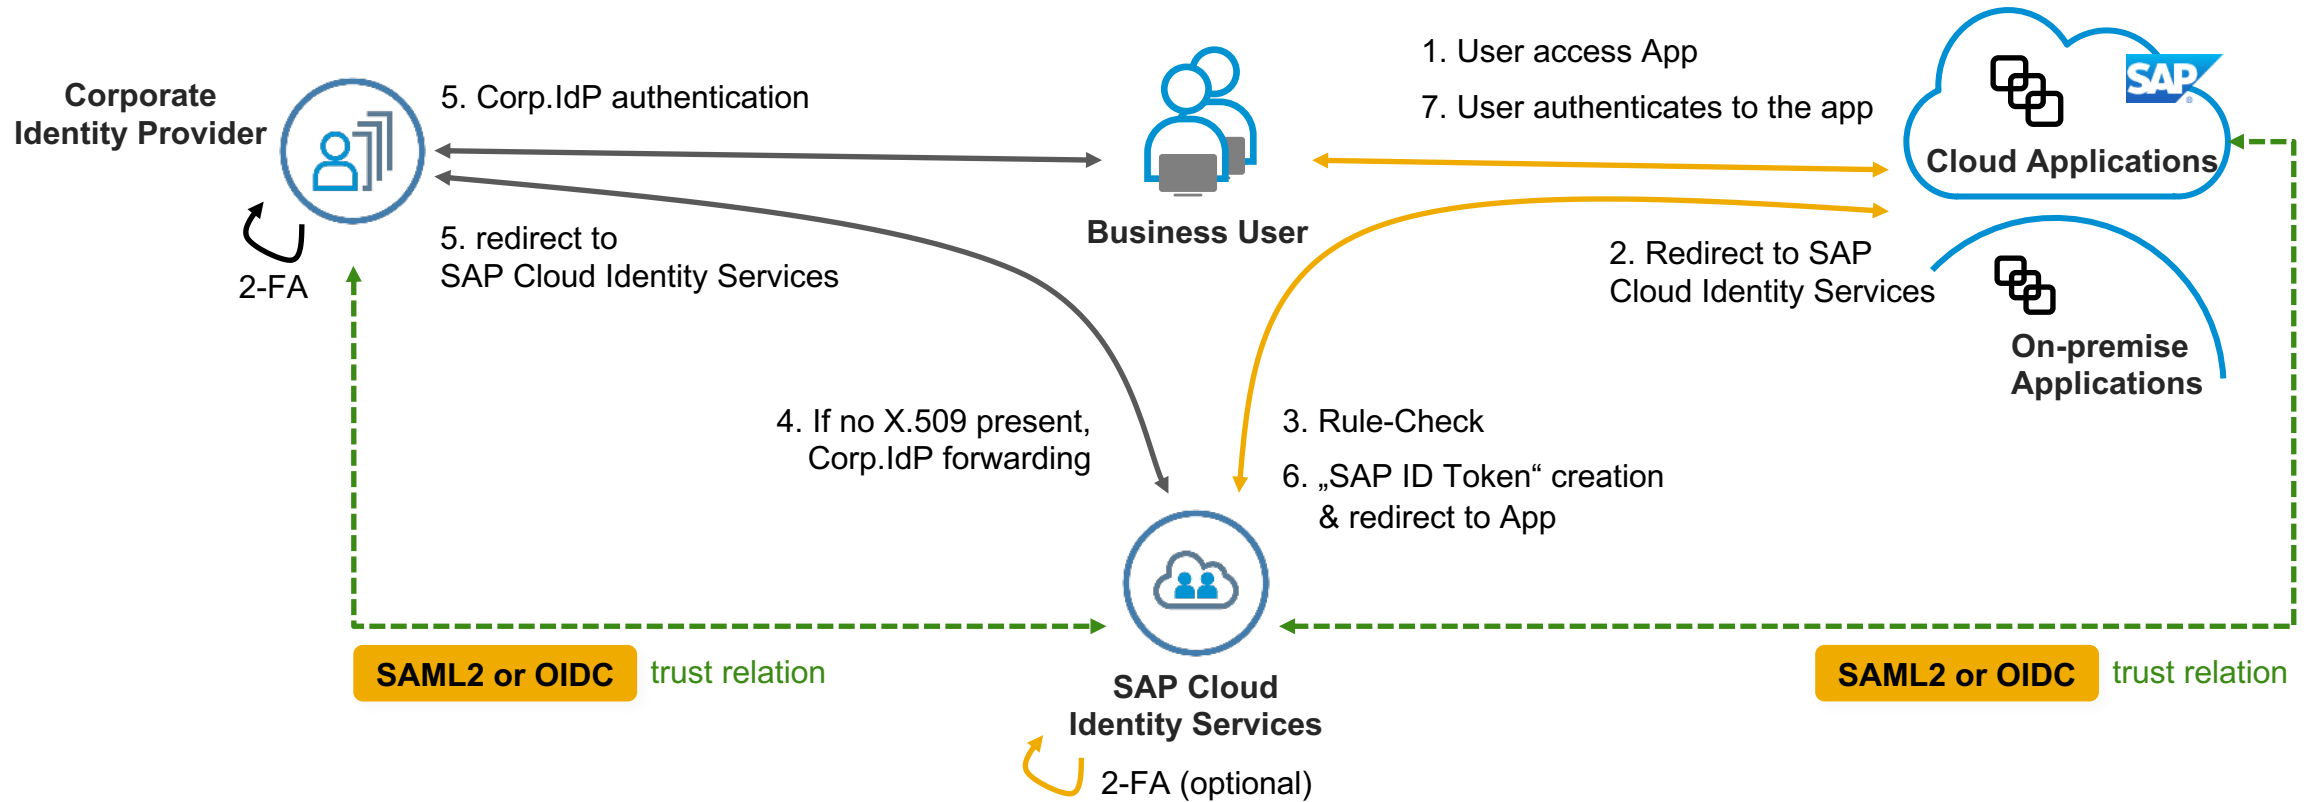 Corporate
Identity Provider
5. Corp.IdP authentication
1. User access App
7. User authenticates to the app
SAP
®
Cloud Applications
Business User
2-FA
5. redirect to
SAP Cloud Identity Services
2. Redirect to SAP
Cloud Identity Services
On-premise
Applications
4. If no X.509 present,
Corp.IdP forwarding
3. Rule-Check
6. „SAP ID Token“ creation
& redirect to App
SAML2 or OIDC
trust relation
SAP Cloud
Identity Services
2-FA (optional)
SAML2 or OIDC
trust relation